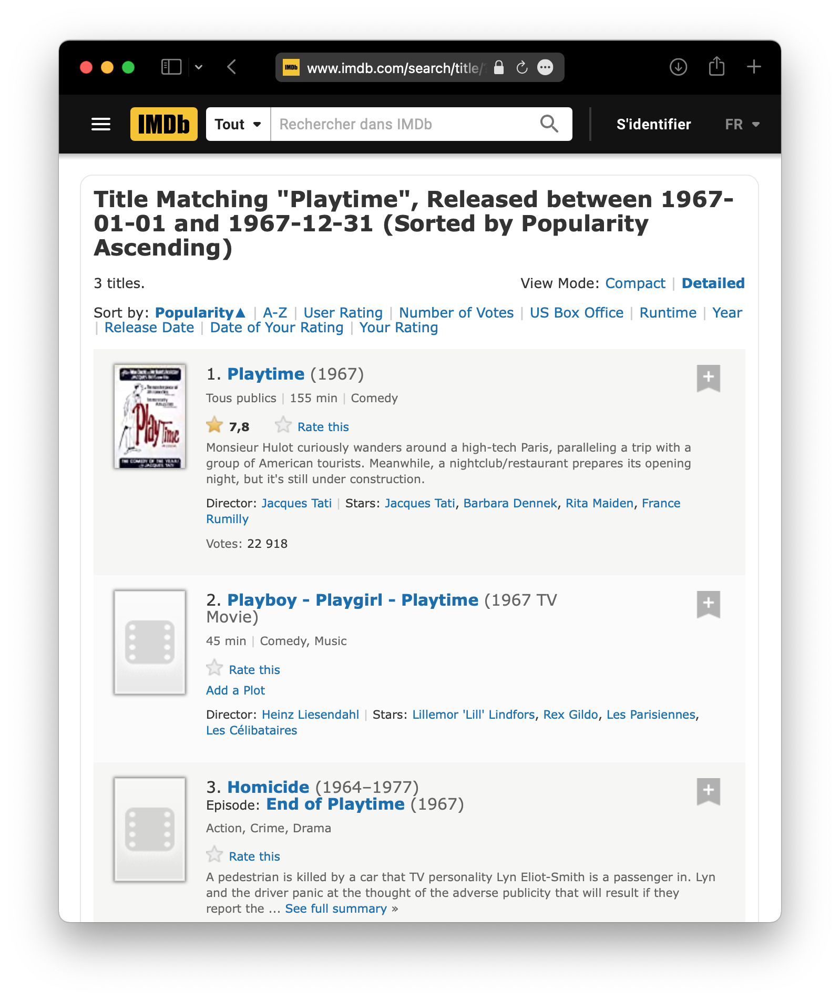 IMDb www.imdb.com/search/title/
IMDb Tout Rechercher dans IMDb S'identifier FR
Title Matching "Playtime", Released between 1967-
01-01 and 1967-12-31 (Sorted by Popularity
Ascending)
3 titles. View Mode: Compact | Detailed
Sort by: Popularity▲ | A-Z | User Rating | Number of Votes | US Box Office | Runtime | Year
| Release Date | Date of Your Rating | Your Rating
PlayTime
THE COMEDY OF THE YEAR!
1. Playtime (1967)
Tous publics | 155 min | Comedy
7,8 Rate this
Monsieur Hulot curiously wanders around a high-tech Paris, paralleling a trip with a
group of American tourists. Meanwhile, a nightclub/restaurant prepares its opening
night, but it's still under construction.
Director: Jacques Tati | Stars: Jacques Tati, Barbara Dennek, Rita Maiden, France
Rumilly
Votes: 22 918
2. Playboy - Playgirl - Playtime (1967 TV
Movie)
45 min | Comedy, Music
Rate this
Add a Plot
Director: Heinz Liesendahl | Stars: Lillemor 'Lill' Lindfors, Rex Gildo, Les Parisiennes,
Les Célibataires
3. Homicide (1964–1977)
Episode: End of Playtime (1967)
Action, Crime, Drama
Rate this
A pedestrian is killed by a car that TV personality Lyn Eliot-Smith is a passenger in. Lyn
and the driver panic at the thought of the adverse publicity that will result if they
report the ... See full summary »